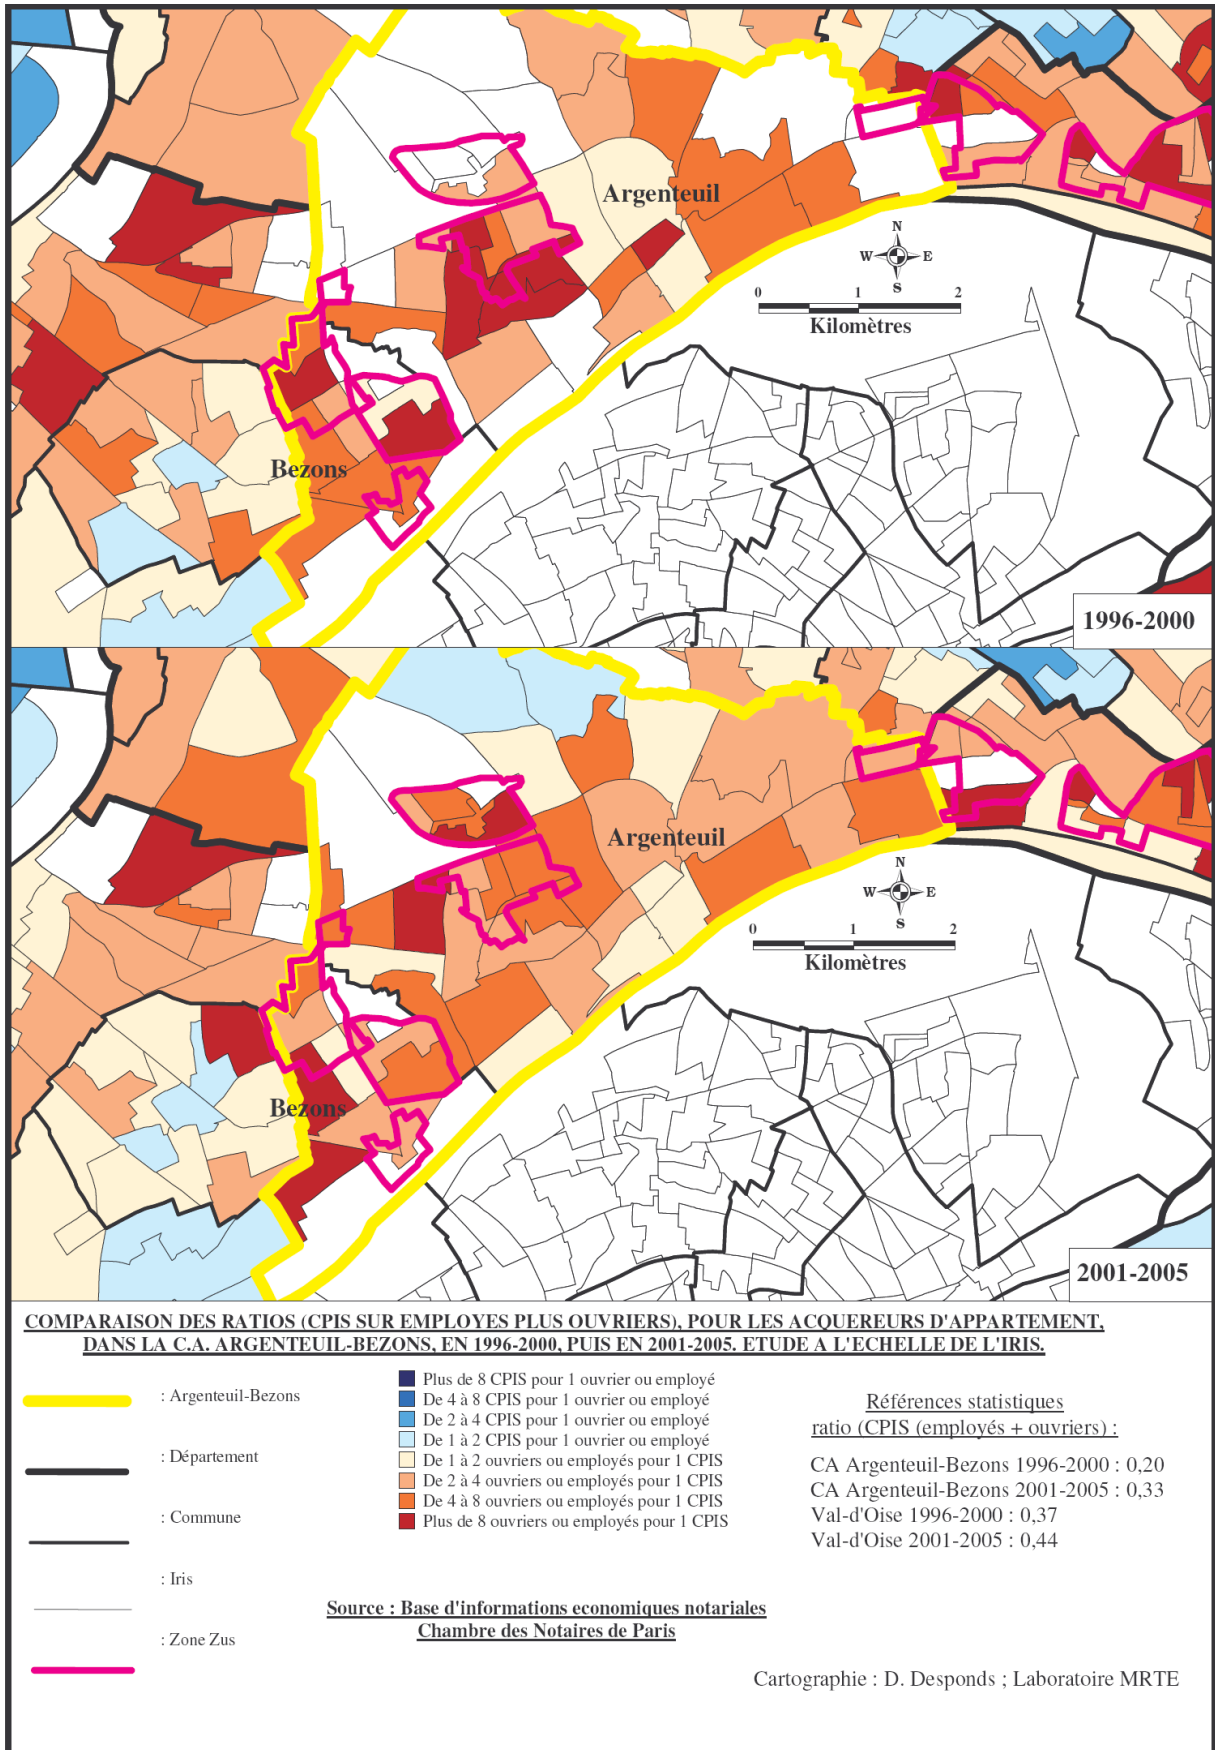 Argenteuil
N
W E
S
0 1 2
Kilomètres
Bezons
1996-2000
Argenteuil
N
W E
S
0 1 2
Kilomètres
Bezons
2001-2005
COMPARAISON DES RATIOS (CPIS SUR EMPLOYES PLUS OUVRIERS), POUR LES ACQUEREURS D'APPARTEMENT,
DANS LA C.A. ARGENTEUIL-BEZONS, EN 1996-2000, PUIS EN 2001-2005. ETUDE A L'ECHELLE DE L'IRIS.
: Argenteuil-Bezons
: Département
: Commune
: Iris
: Zone Zus
Plus de 8 CPIS pour 1 ouvrier ou employé
De 4 à 8 CPIS pour 1 ouvrier ou employé
De 2 à 4 CPIS pour 1 ouvrier ou employé
De 1 à 2 CPIS pour 1 ouvrier ou employé
De 1 à 2 ouvriers ou employés pour 1 CPIS
De 2 à 4 ouvriers ou employés pour 1 CPIS
De 4 à 8 ouvriers ou employés pour 1 CPIS
Plus de 8 ouvriers ou employés pour 1 CPIS
Référénces statistiques
ratio (CPIS (employés + ouvriers) :
CA Argenteuil-Bezons 1996-2000 : 0,20
CA Argenteuil-Bezons 2001-2005 : 0,33
Val-d'Oise 1996-2000 : 0,37
Val-d'Oise 2001-2005 : 0,44
Source : Base d'informations economiques notariales
Chambre des Notaires de Paris
Cartographie : D. Desponds ; Laboratoire MRTE